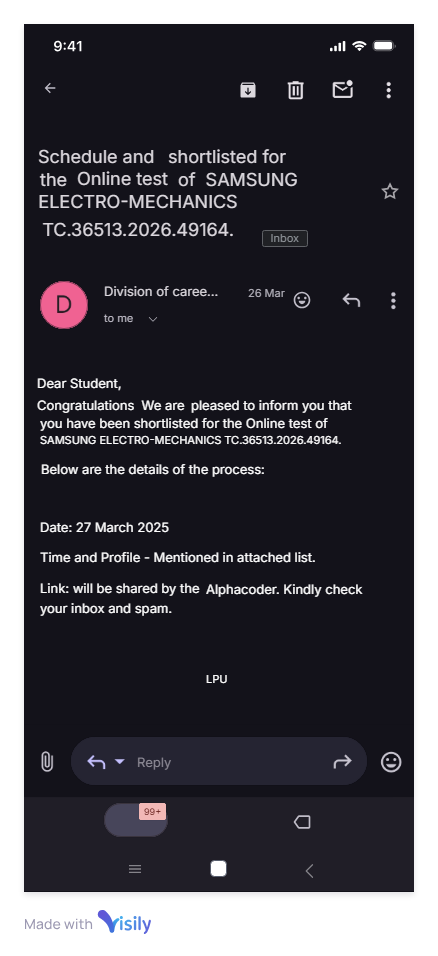 9:41
Schedule and shortlisted for
the Online test of SAMSUNG
ELECTRO-MECHANICS
TC.36513.2026.49164.
Inbox
D
Division of caree...
26 Mar
to me
Dear Student,
Congratulations We are pleased to inform you that
you have been shortlisted for the Online test of
SAMSUNG ELECTRO-MECHANICS TC.36513.2026.49164.
Below are the details of the process:
Date: 27 March 2025
Time and Profile - Mentioned in attached list.
Link: will be shared by the Alphacoder. Kindly check
your inbox and spam.
LPU
Reply
99+
Made with Visily